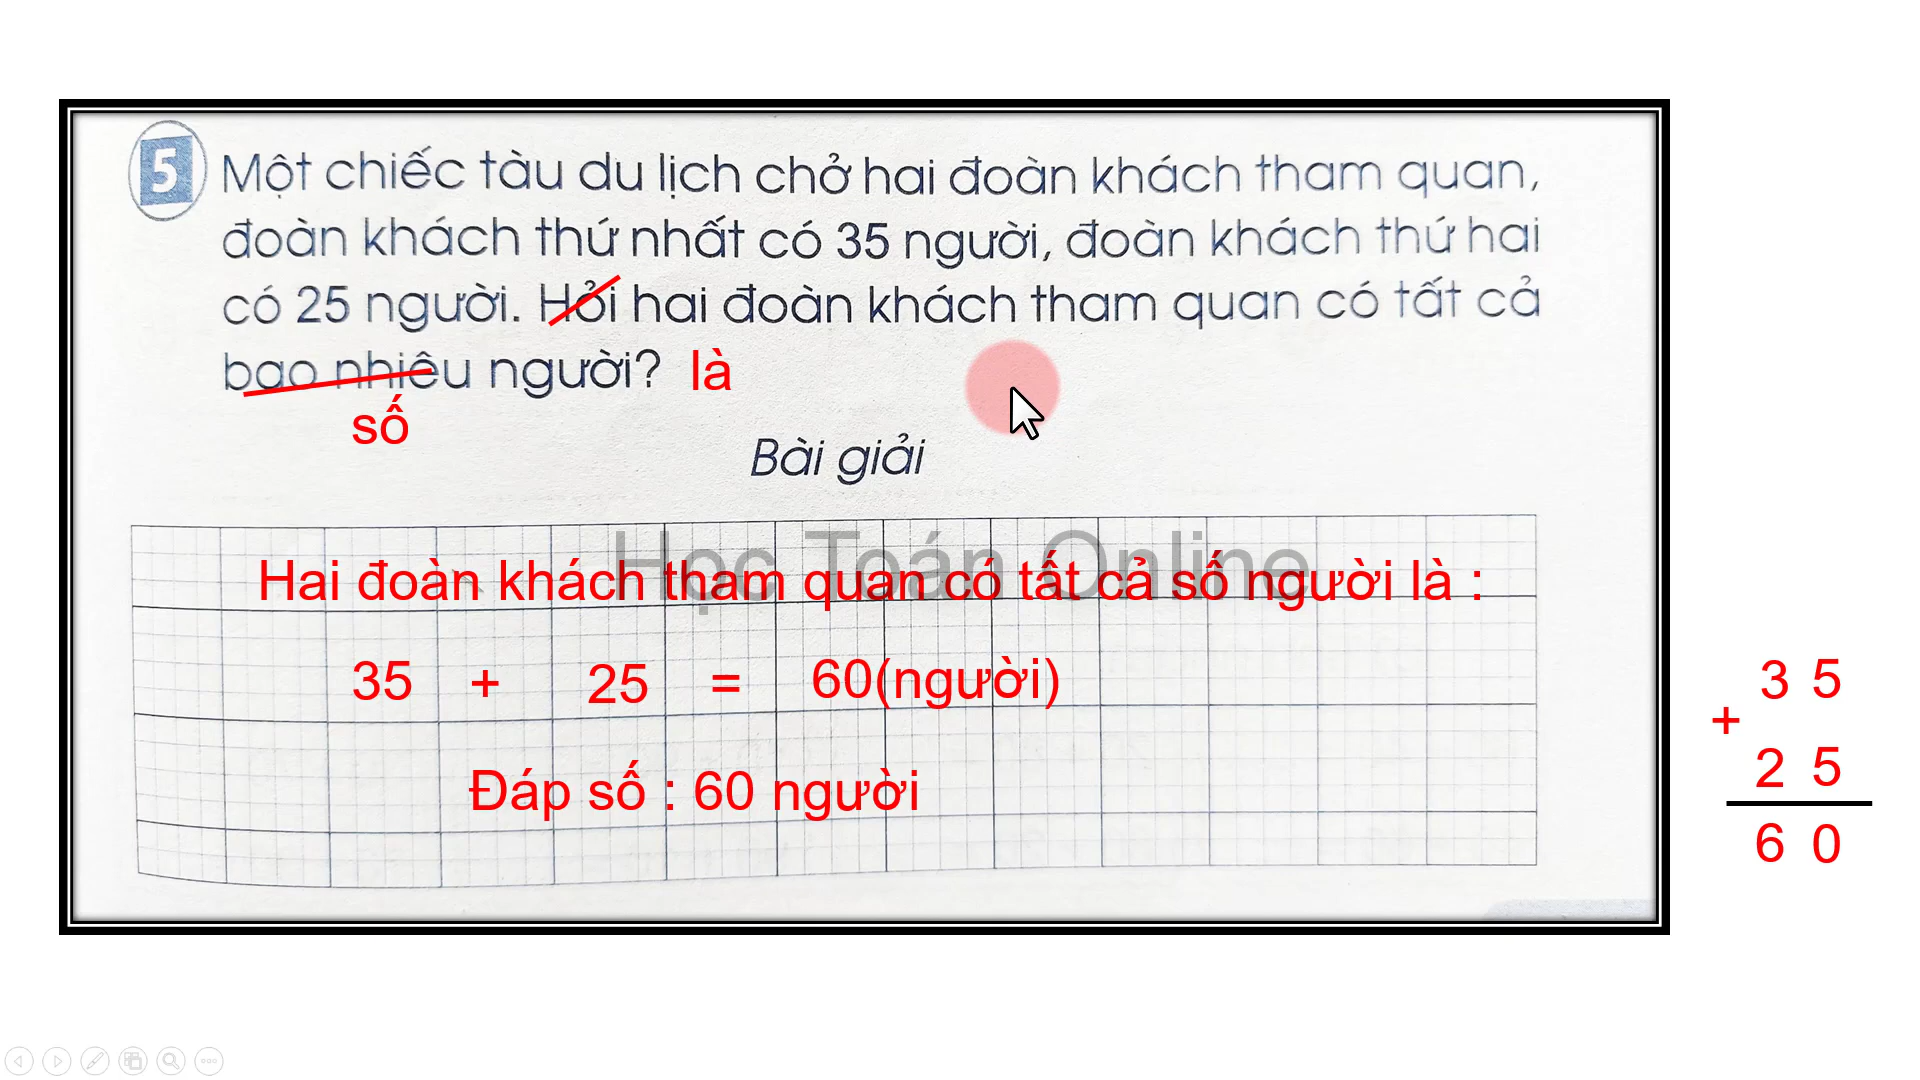 5 Một chiếc tàu du lịch chở hai đoàn khách tham quan,
đoàn khách thứ nhất có 35 người, đoàn khách thứ hai
có 25 người. Hỏi hai đoàn khách tham quan có tất cả
bao nhiêu người? là
số
Bài giải
Học Toán Online
Hai đoàn khách tham quan có tất cả số người là :
35 + 25 = 60(người)
Đáp số : 60 người
3 5
+
2 5
6 0